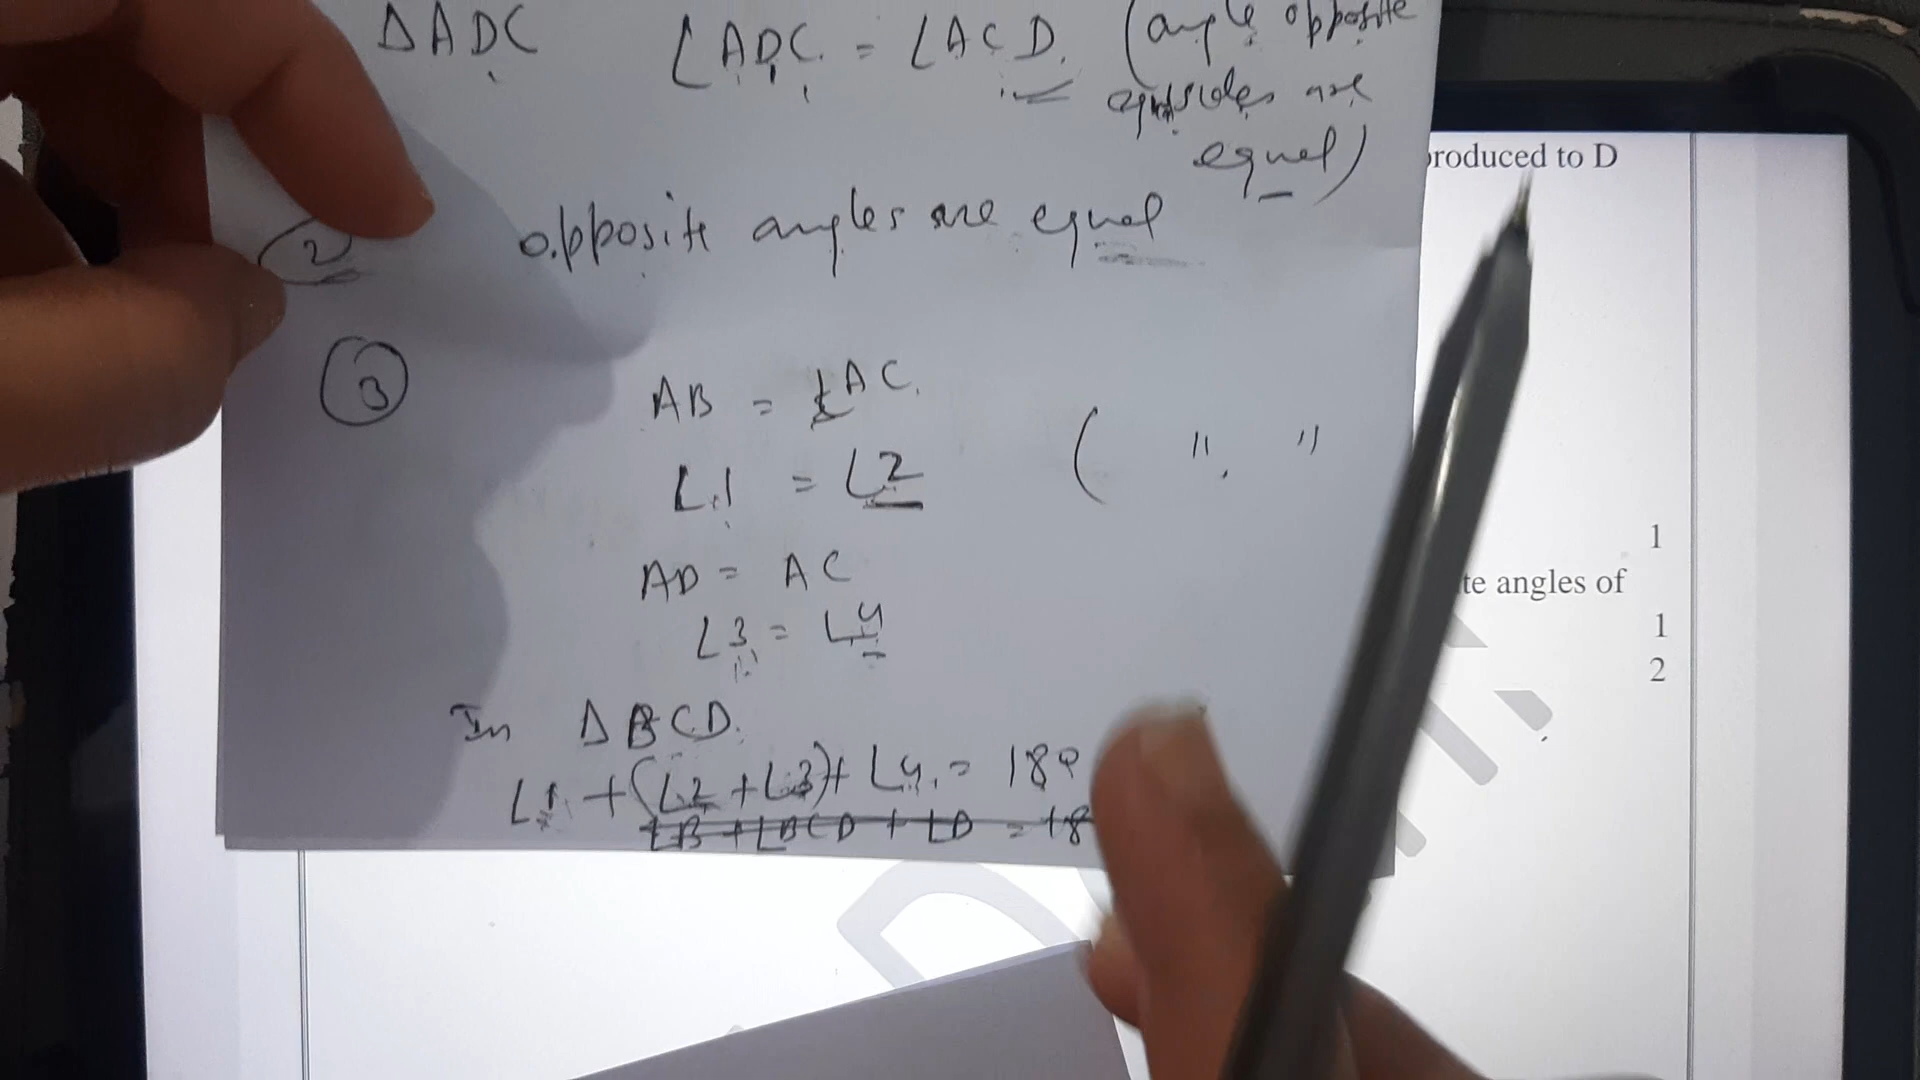 ΔADC ∠ADC = ∠ACD. (angle opposite
equal sides are
equal)
2 opposite angles are equal
3
AB = AC.
∠1 = ∠2 ( " "
AD = AC
∠3 = ∠4
In ΔBCD.
∠1 + (∠2 + ∠3) + ∠4 = 180
∠B + ∠BCD + ∠D = 18
roduced to D
1
te angles of
1
2